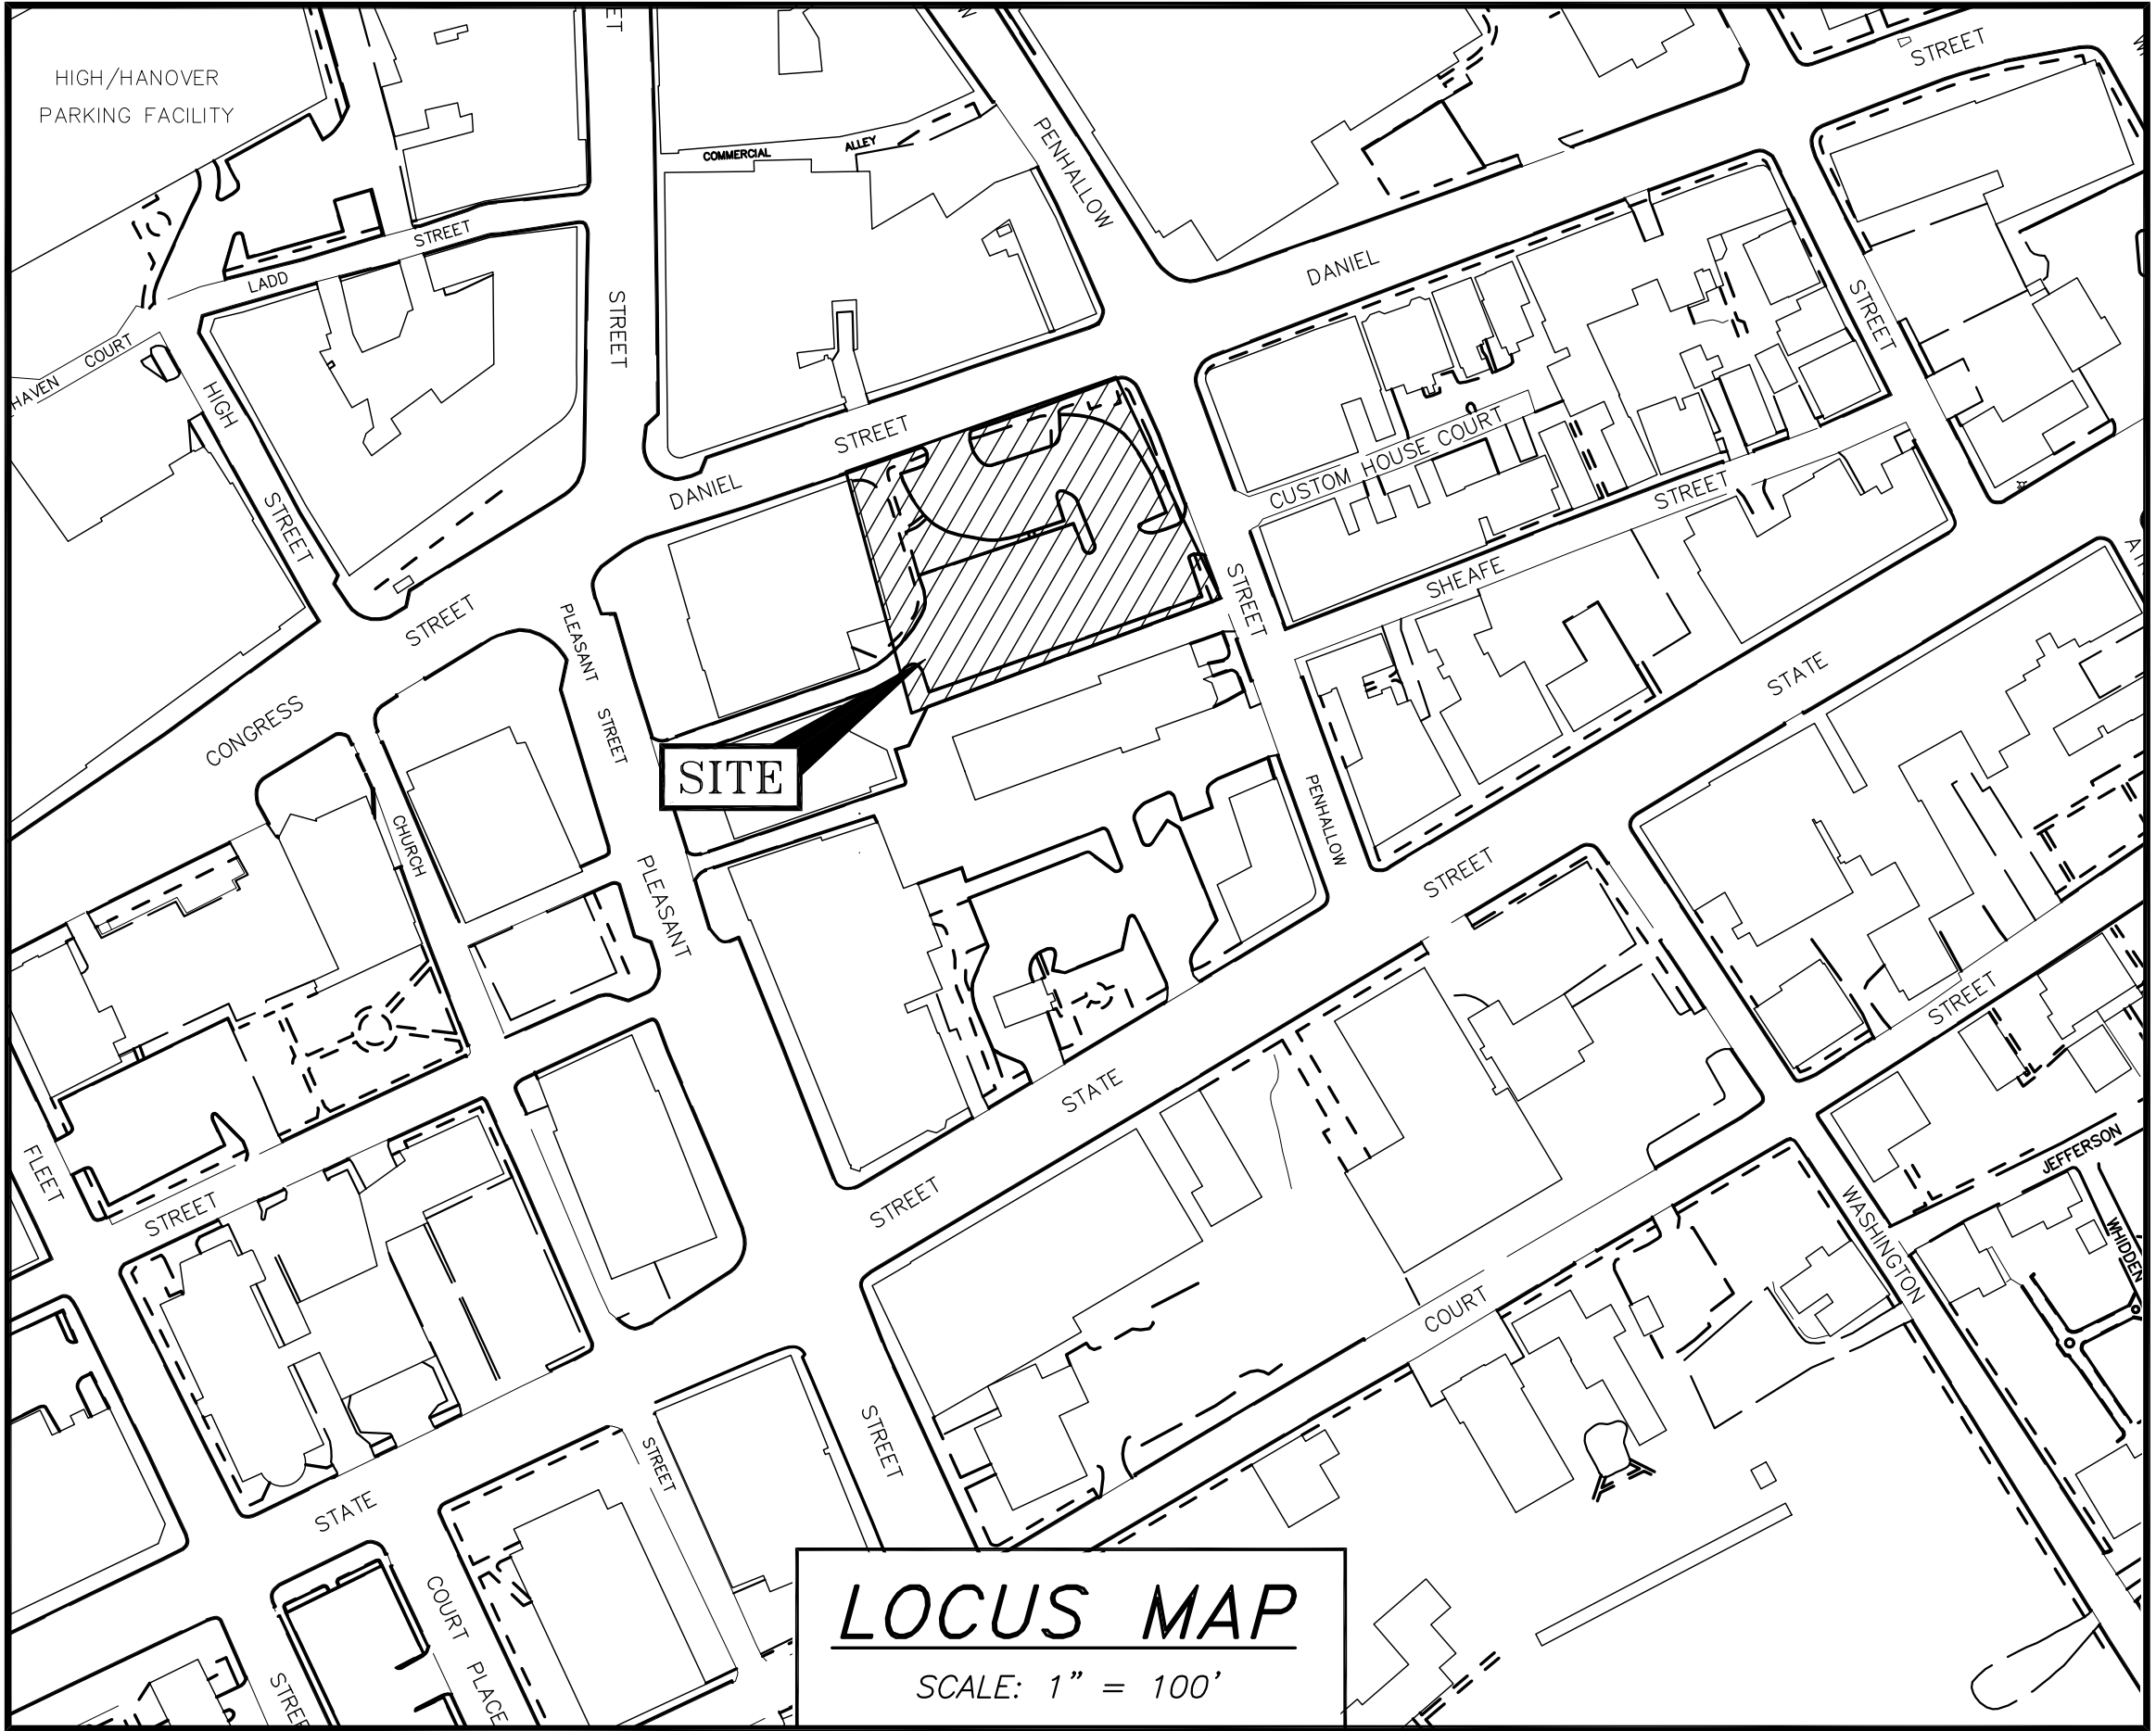 HIGH/HANOVER
PARKING FACILITY
STREET
COMMERCIAL ALLEY
PENHALLOW
LADD STREET
STREET
DANIEL
STREET
HAVEN COURT
HIGH
STREET
DANIEL STREET
CUSTOM HOUSE COURT
STREET
SHEAFE STREET
STREET
PLEASANT
STREET
CONGRESS STREET
STATE
SITE
CHURCH
PENHALLOW
PLEASANT
STREET
STREET
STATE
FLEET
STREET
STREET
JEFFERSON
WASHINGTON
WHIDDEN
COURT
STREET
STREET
STATE
COURT
PLACE
LOCUS MAP
SCALE: 1" = 100'